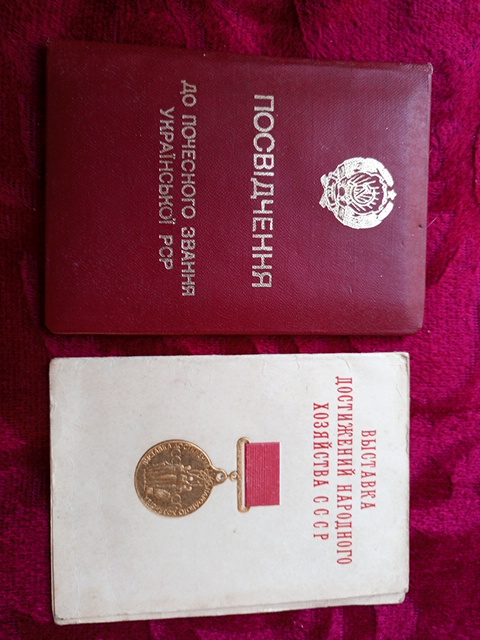 ПОСВІДЧЕННЯ
ДО ПОЧЕСНОГО ЗВАННЯ
УКРАЇНСЬКОЇ РСР
ВЫСТАВКА
ДОСТИЖЕНИЙ НАРОДНОГО
ХОЗЯЙСТВА СССР